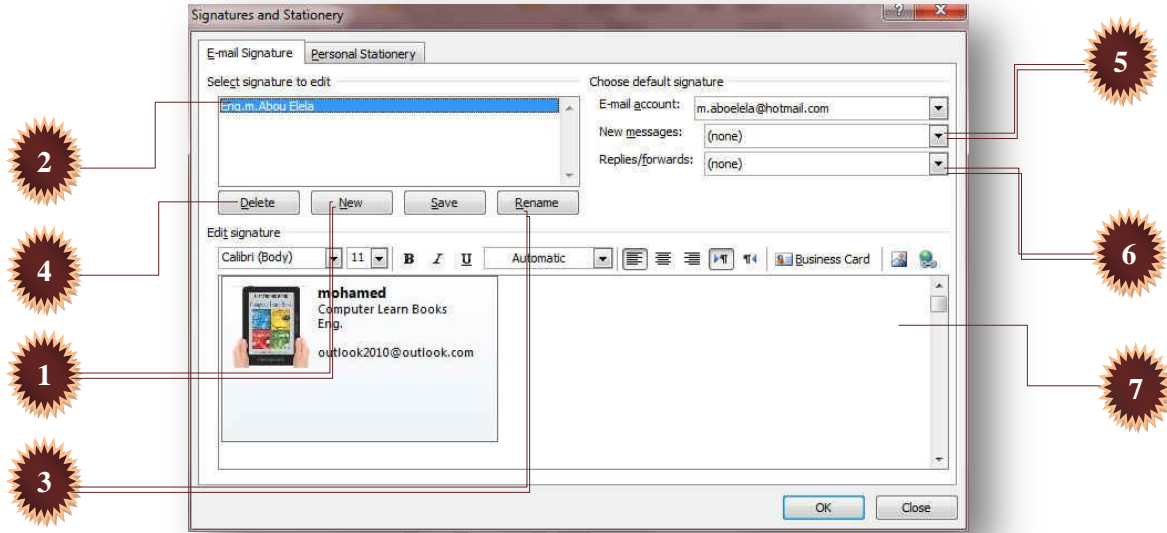 Signatures and Stationery
E-mail Signature
Personal Stationery
Select signature to edit
Choose default signature
Eng.m.Abou Elela
E-mail account:
m.aboelela@hotmail.com
New messages:
(none)
Replies/forwards:
(none)
Delete
New
Save
Rename
Edit signature
Calibri (Body)
11
B
I
U
Automatic
Business Card
mohamed
Computer Learn Books
Eng.
outlook2010@outlook.com
OK
Close
2
4
1
3
5
6
7